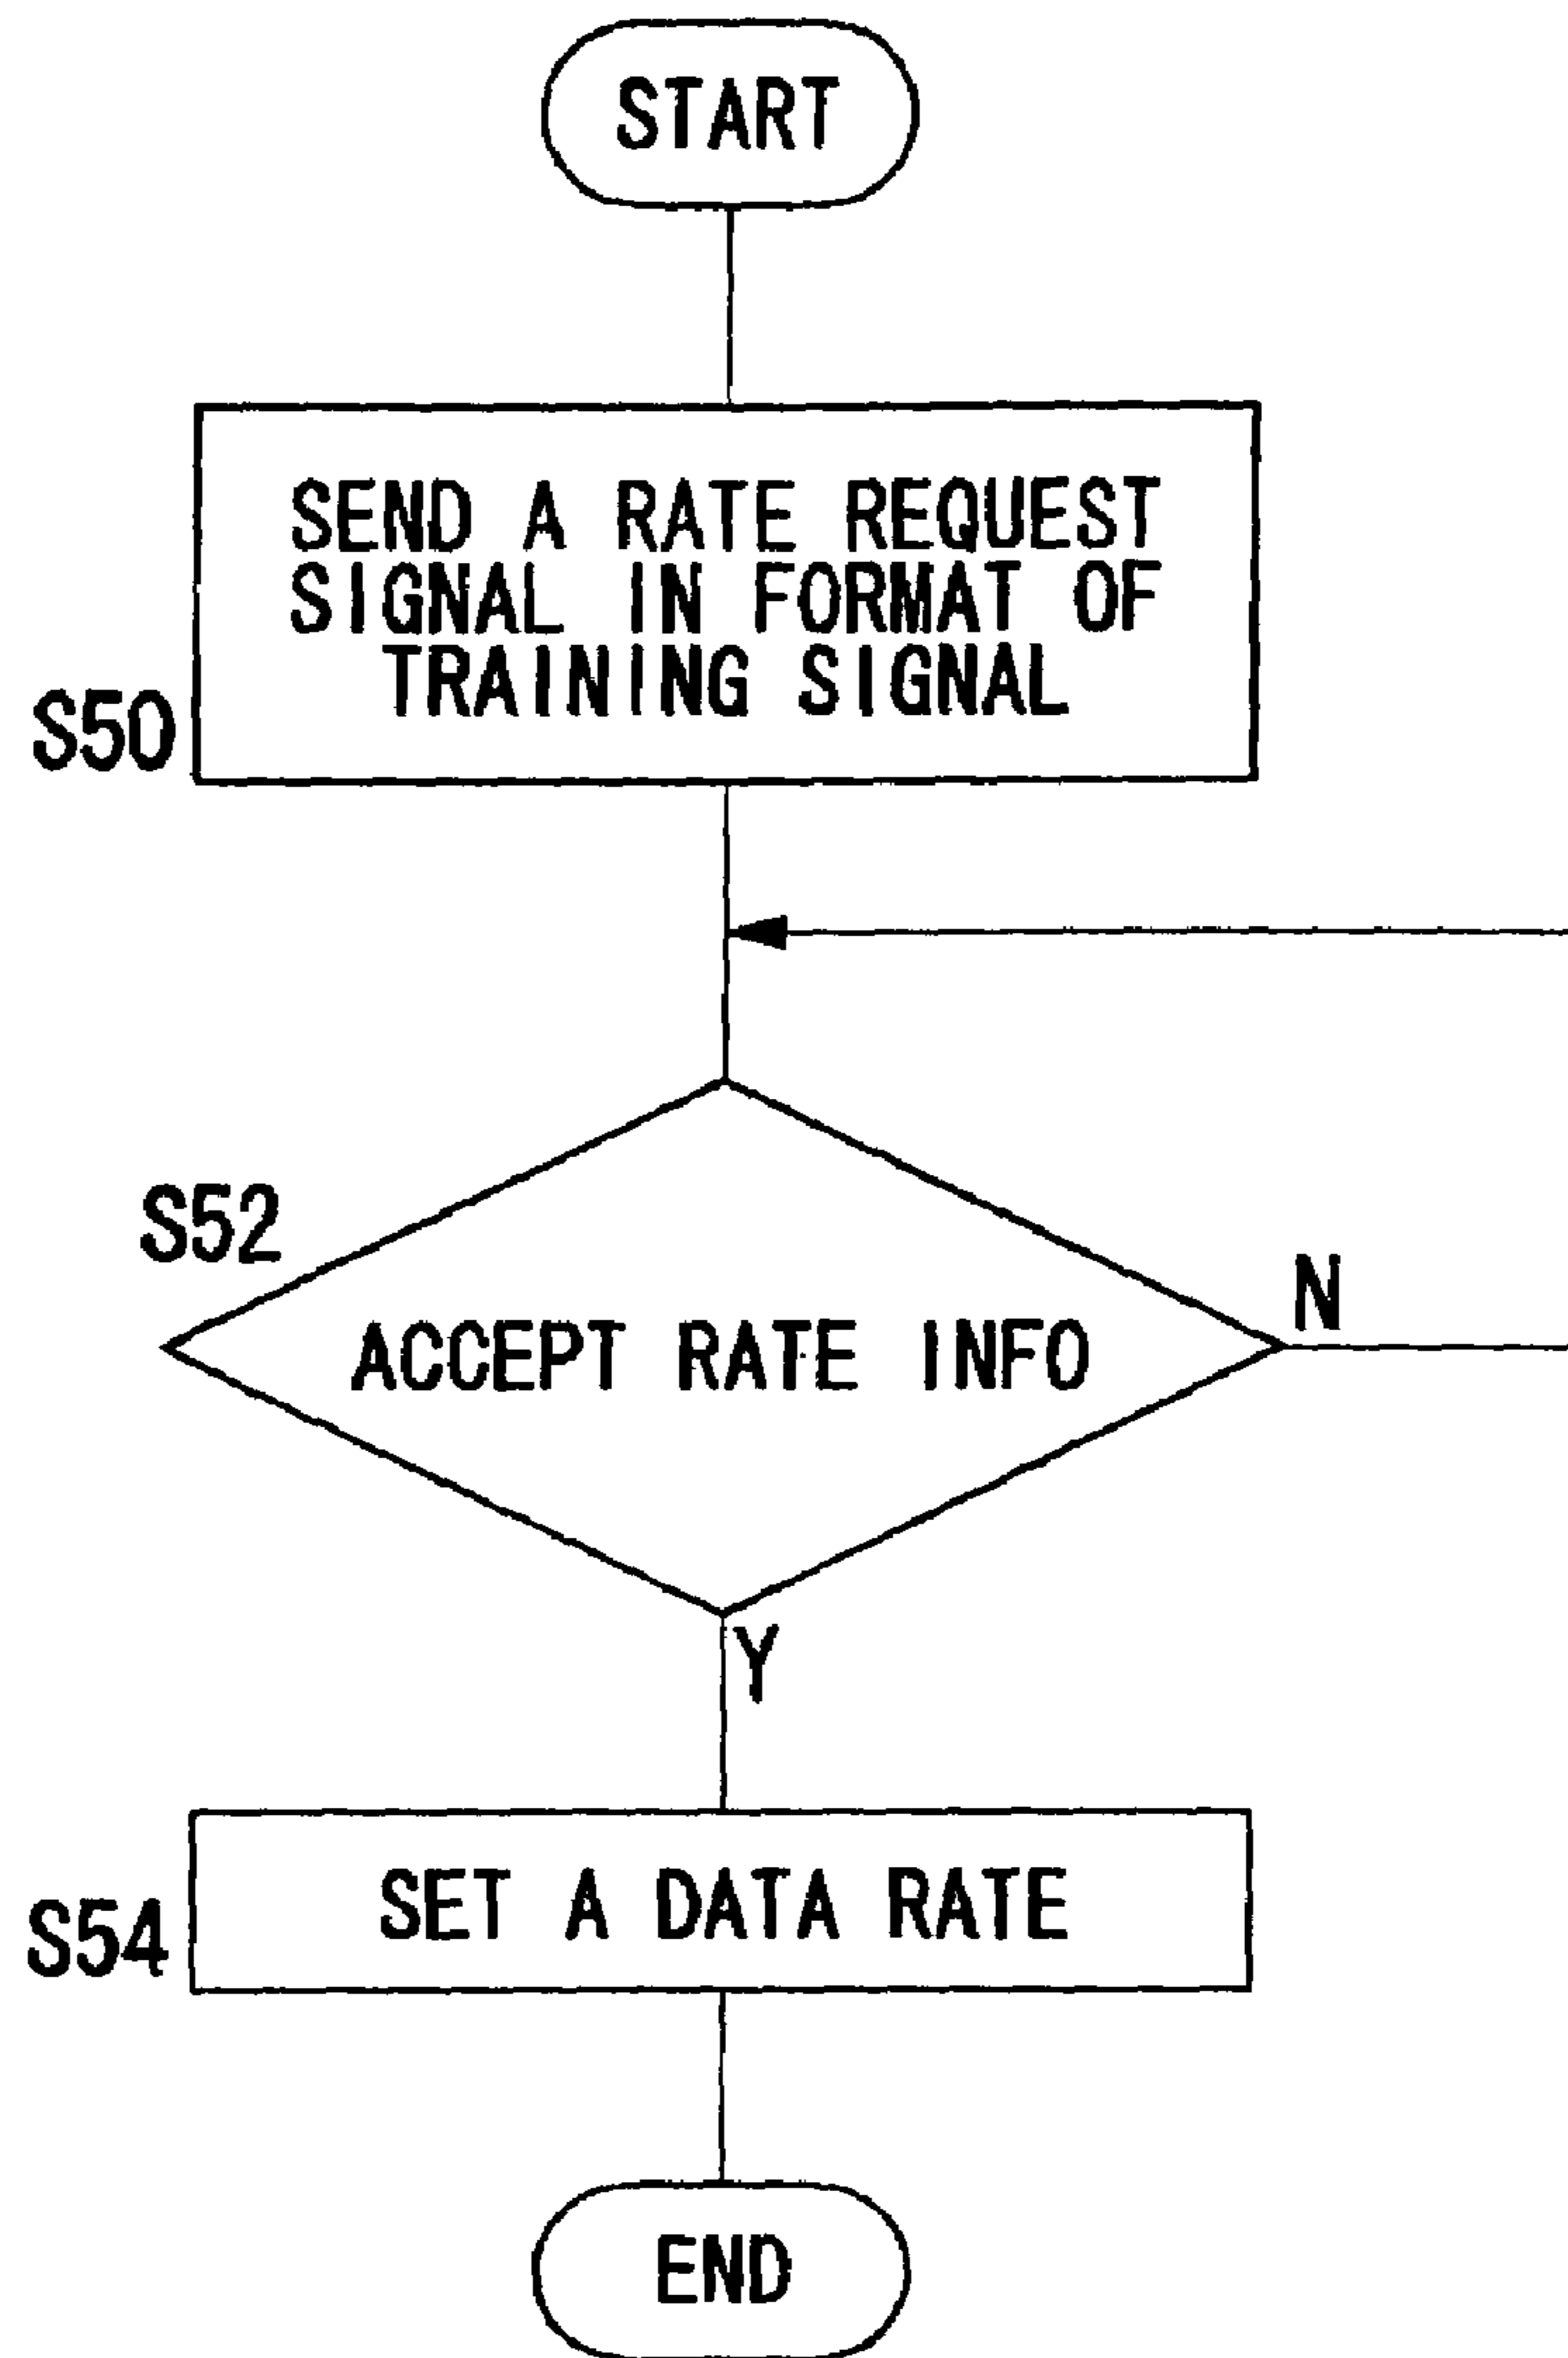 START
SEND A RATE REQUEST
SIGNAL IN FORMAT OF
TRAINING SIGNAL
S50
S52
N
ACCEPT RATE INFO
Y
SET A DATA RATE
S54
END